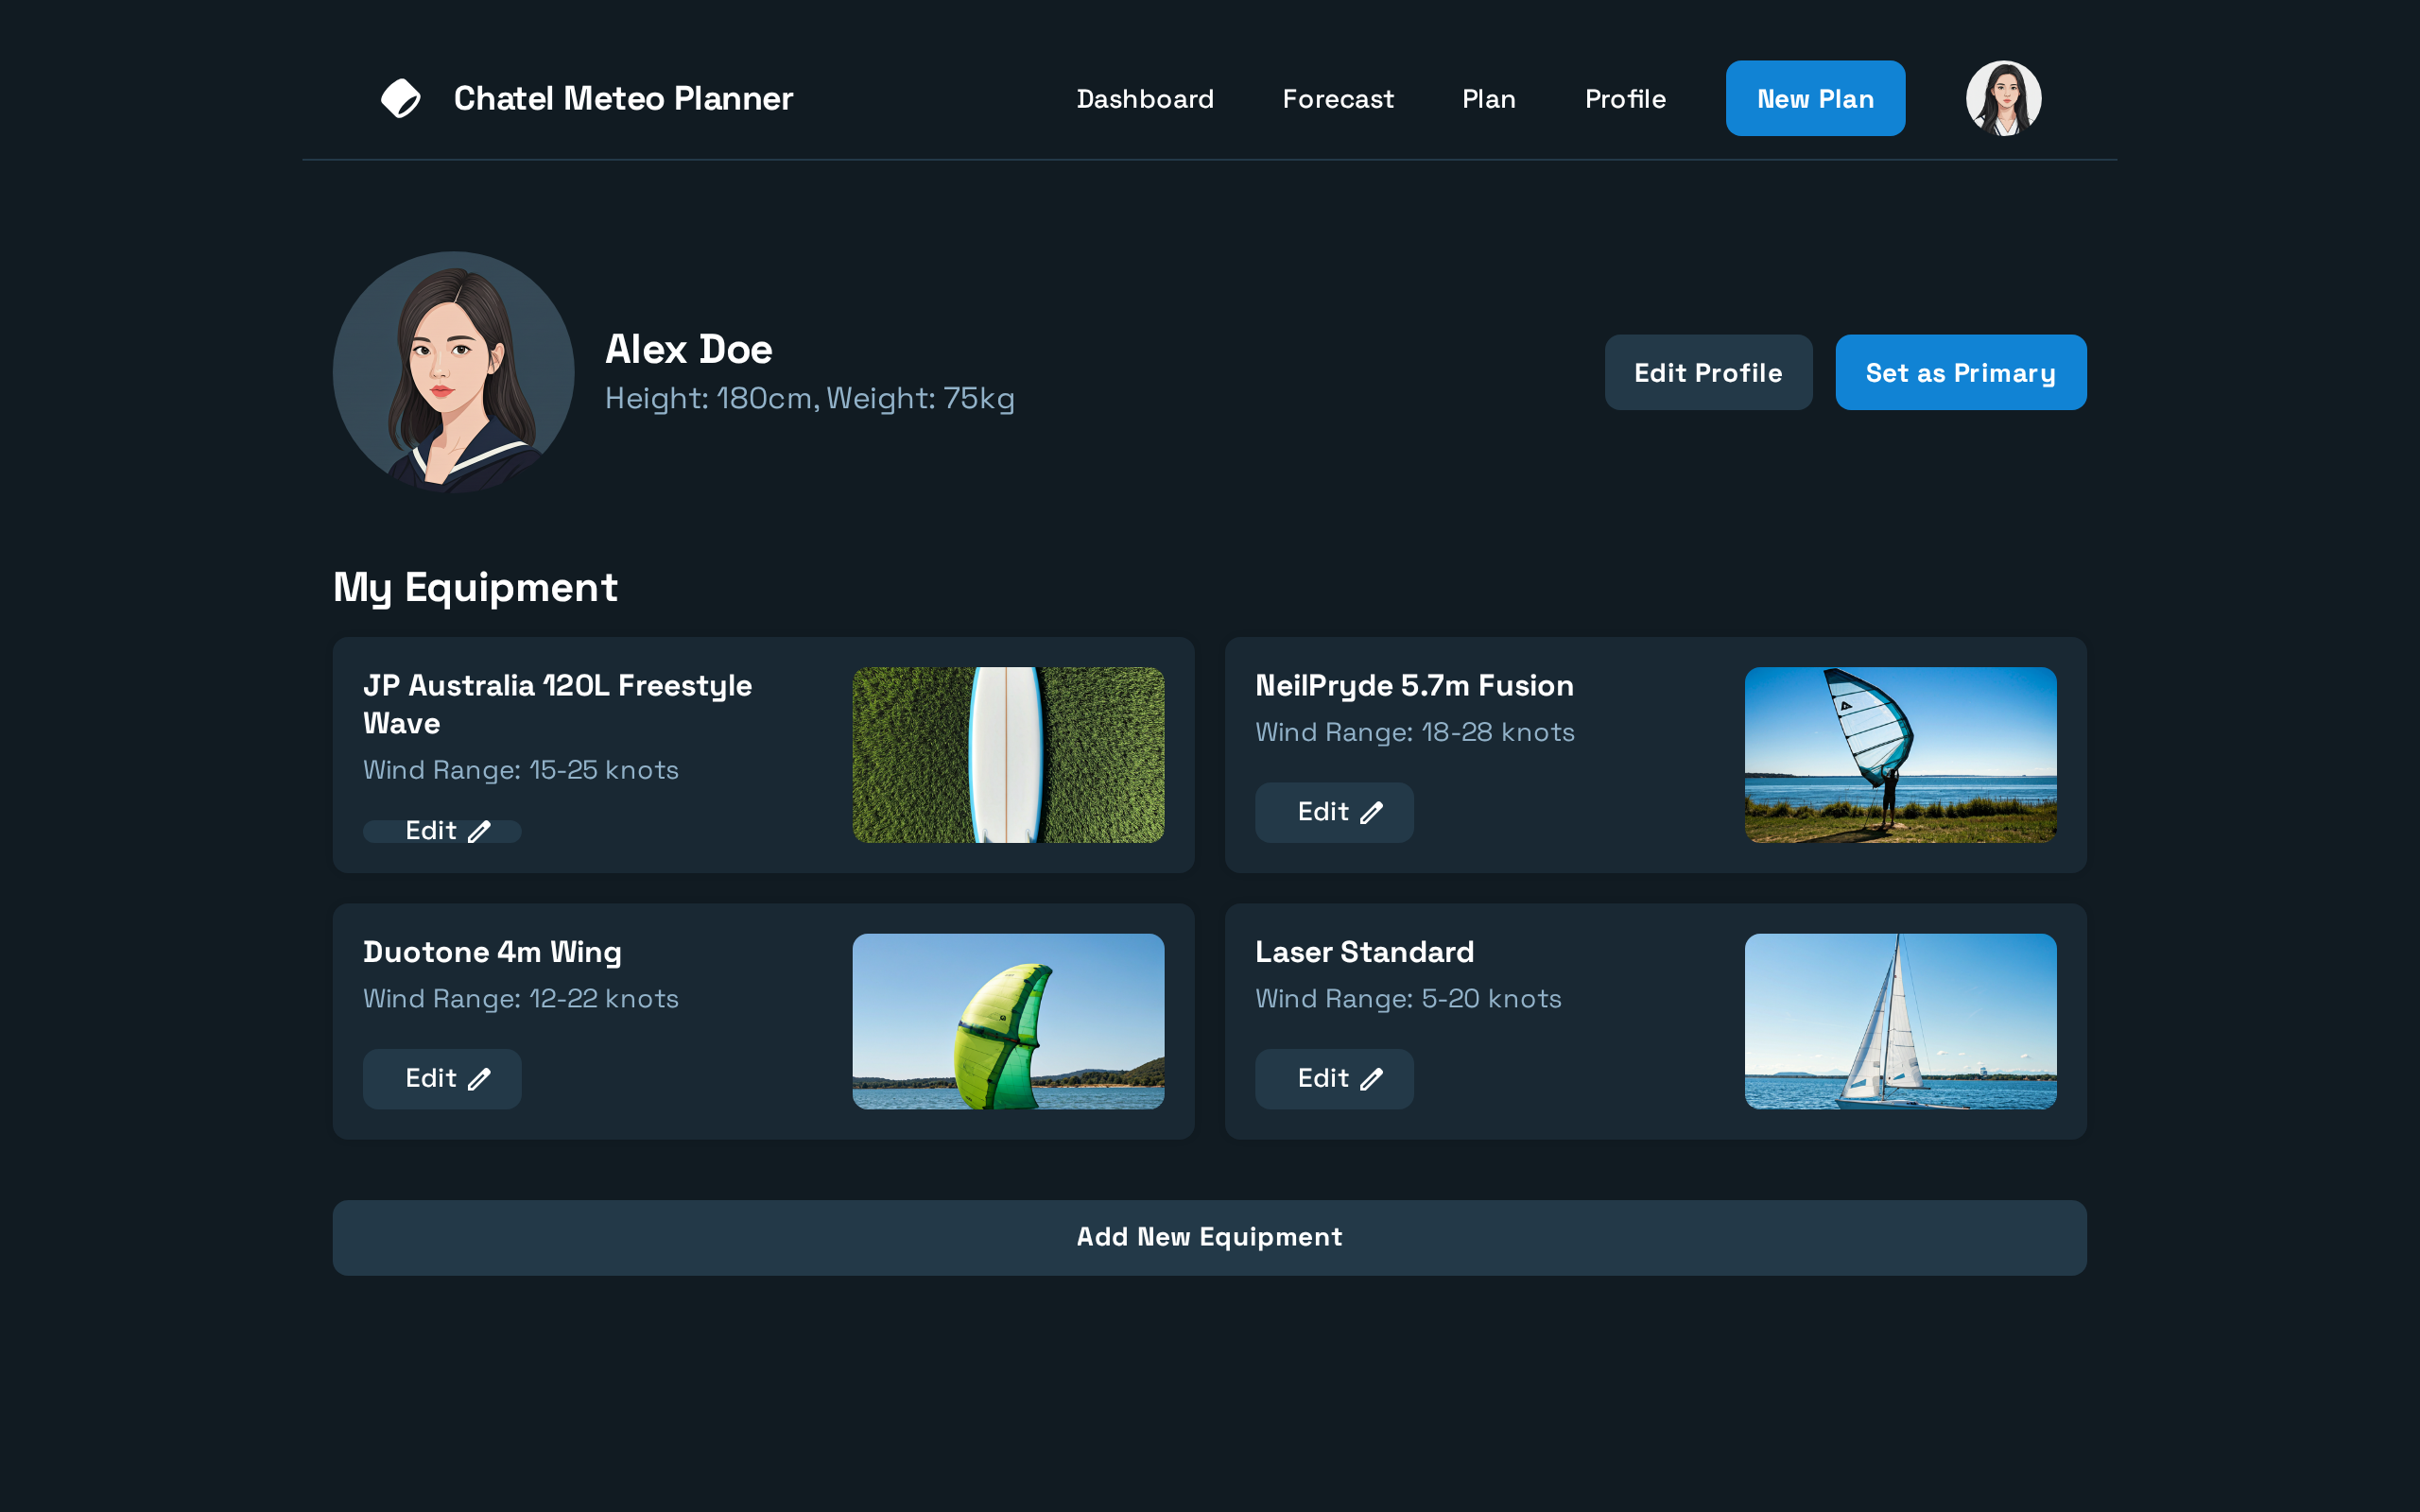 Chatel Meteo Planner
Dashboard
Forecast
Plan
Profile
New Plan
Alex Doe
Height: 180cm, Weight: 75kg
Edit Profile
Set as Primary
My Equipment
JP Australia 120L Freestyle
Wave
Wind Range: 15-25 knots
Edit
NeilPryde 5.7m Fusion
Wind Range: 18-28 knots
Edit
Duotone 4m Wing
Wind Range: 12-22 knots
Edit
Laser Standard
Wind Range: 5-20 knots
Edit
Add New Equipment